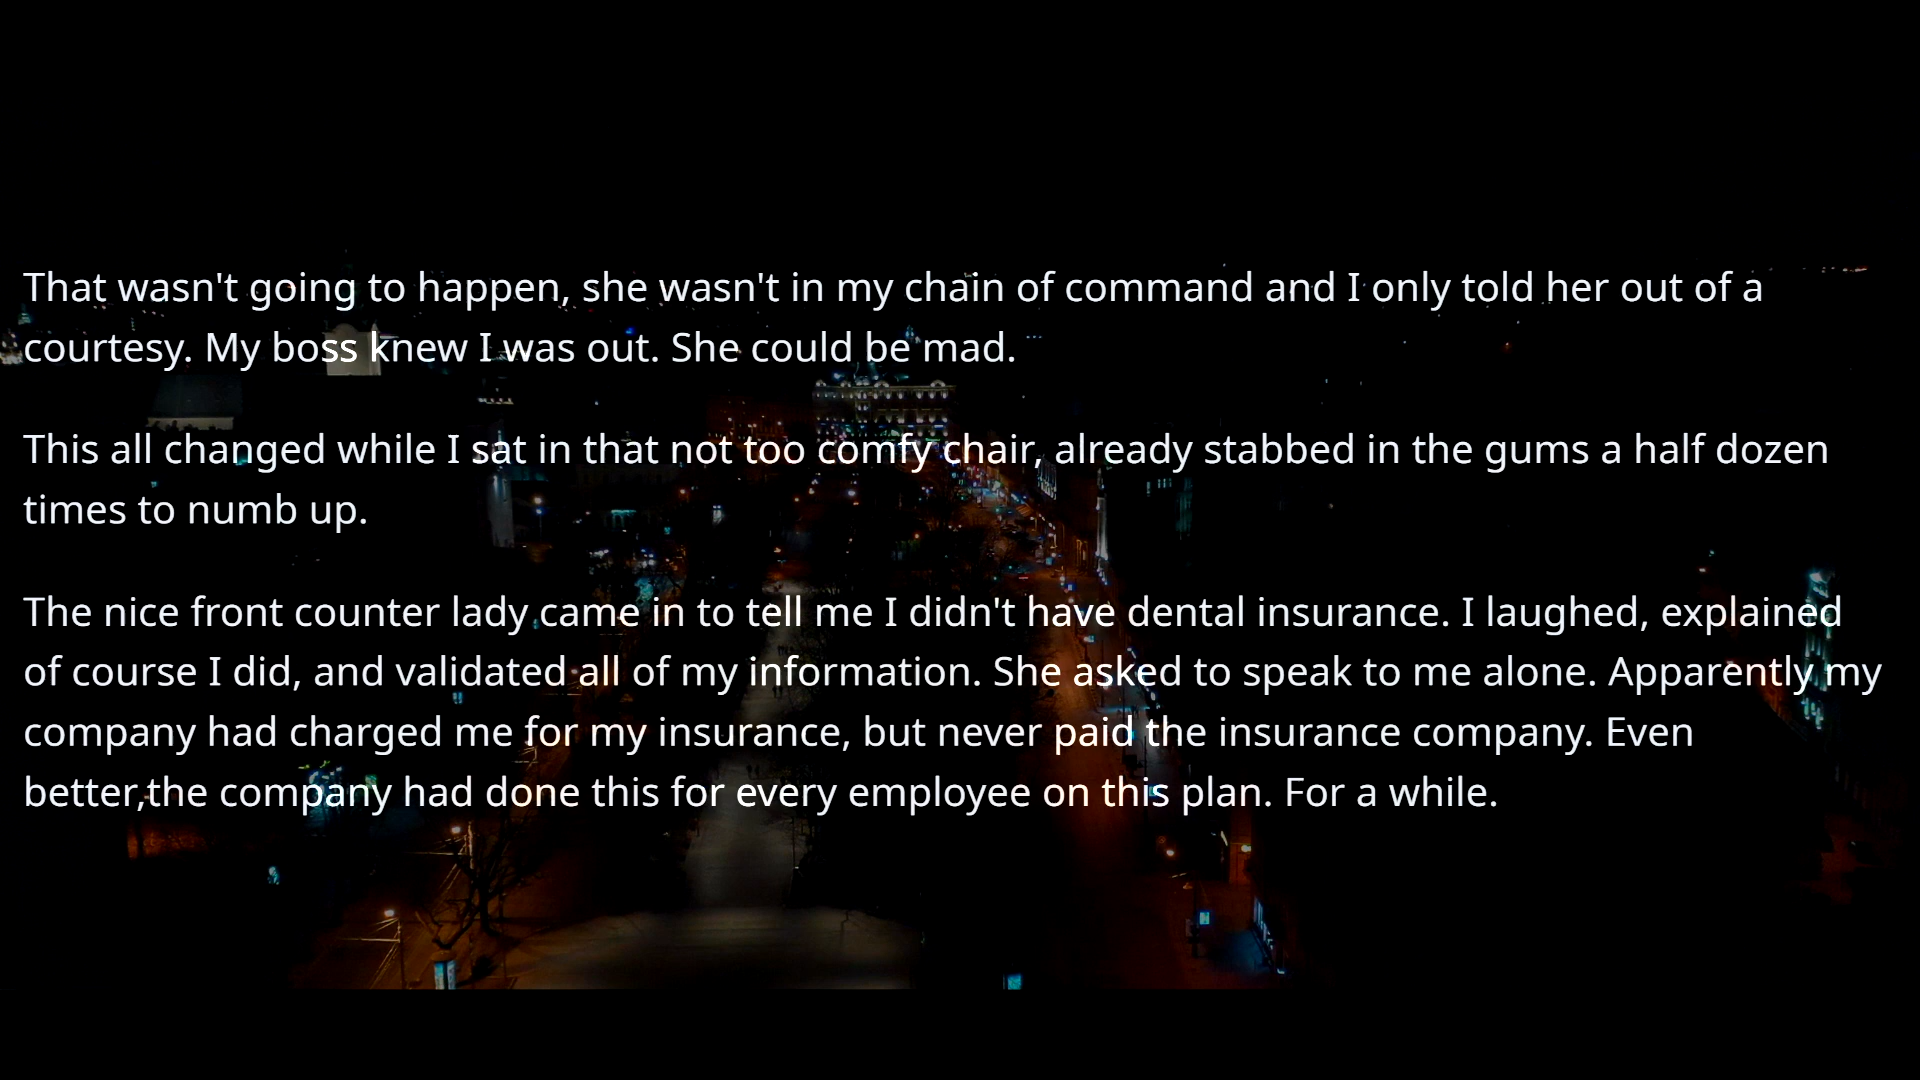 That wasn't going to happen, she wasn't in my chain of command and I only told her out of a
courtesy. My boss knew I was out. She could be mad.
This all changed while I sat in that not too comfy chair, already stabbed in the gums a half dozen
times to numb up.
The nice front counter lady came in to tell me I didn't have dental insurance. I laughed, explained
of course I did, and validated all of my information. She asked to speak to me alone. Apparently my
company had charged me for my insurance, but never paid the insurance company. Even
better,the company had done this for every employee on this plan. For a while.